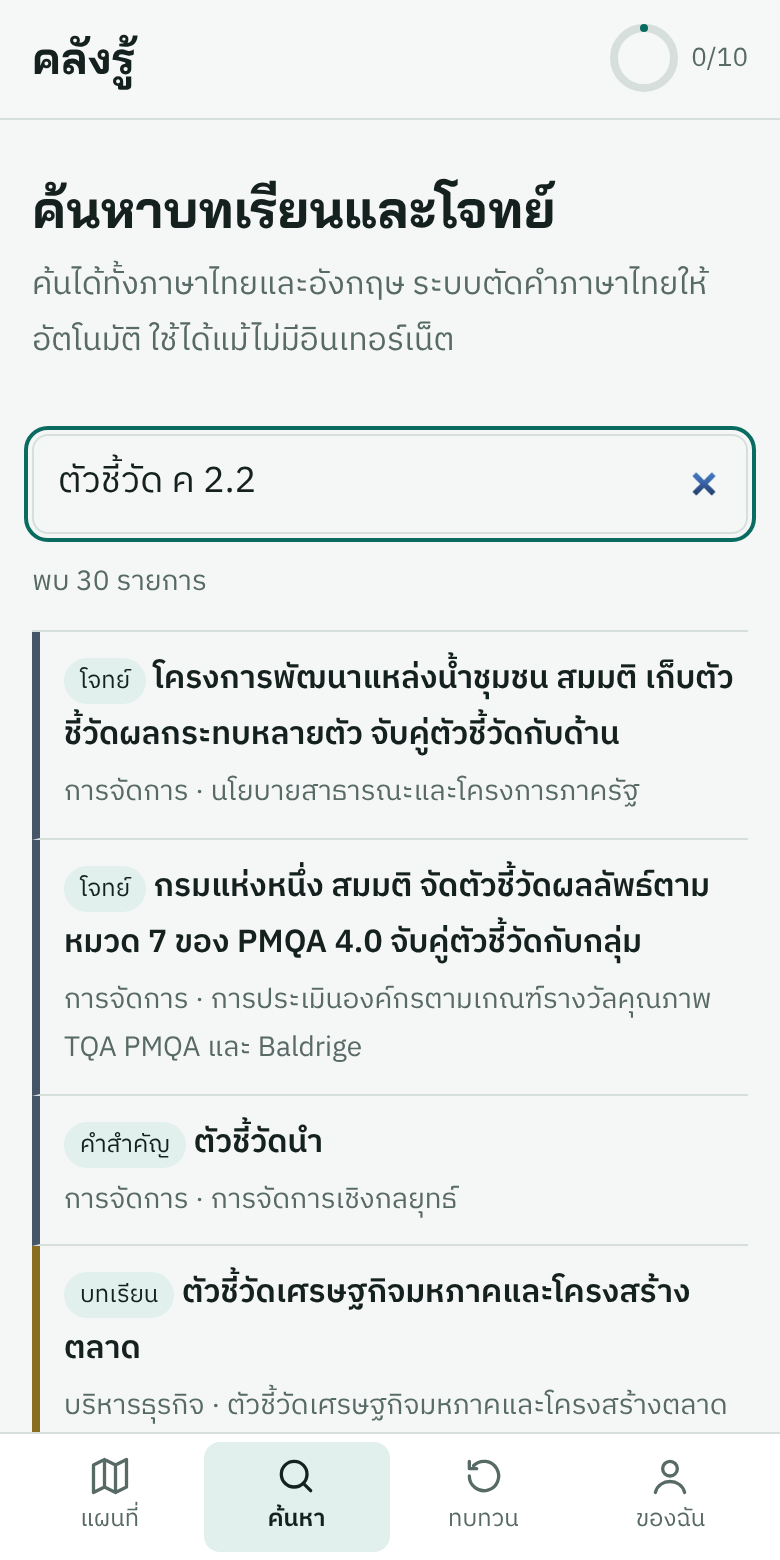 คลังรู้
0/10
ค้นหาบทเรียนและโจทย์
ค้นได้ทั้งภาษาไทยและอังกฤษ ระบบตัดคำภาษาไทยให้
อัตโนมัติ ใช้ได้แม้ไม่มีอินเทอร์เน็ต
ตัวชี้วัด ค 2.2
พบ 30 รายการ
โจทย์ โครงการพัฒนาแหล่งน้ำชุมชน สมมติ เก็บตัว
ชี้วัดผลกระทบหลายตัว จับคู่ตัวชี้วัดกับด้าน
การจัดการ · นโยบายสาธารณะและโครงการภาครัฐ
โจทย์ กรมแห่งหนึ่ง สมมติ จัดตัวชี้วัดผลลัพธ์ตาม
หมวด 7 ของ PMQA 4.0 จับคู่ตัวชี้วัดกับกลุ่ม
การจัดการ · การประเมินองค์กรตามเกณฑ์รางวัลคุณภาพ
TQA PMQA และ Baldrige
คำสำคัญ ตัวชี้วัดนำ
การจัดการ · การจัดการเชิงกลยุทธ์
บทเรียน ตัวชี้วัดเศรษฐกิจมหภาคและโครงสร้าง
ตลาด
บริหารธุรกิจ · ตัวชี้วัดเศรษฐกิจมหภาคและโครงสร้างตลาด
แผนที่
ค้นหา
ทบทวน
ของฉัน